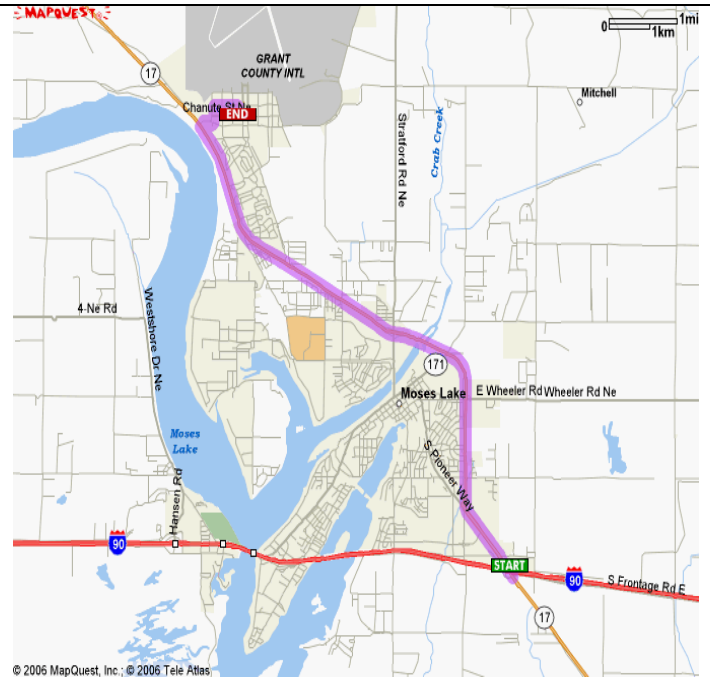 MAPQUEST
0 1mi
1km
GRANT
COUNTY INTL
17
Mitchell
Chanute St Ne
END
Stratford Rd Ne
Crab Creek
4-Ne Rd
Westshore Dr Ne
171
Moses Lake
E Wheeler Rd
Wheeler Rd Ne
Moses
Lake
S Pioneer Way
Hansen Rd
90
START
90
S Frontage Rd E
17
© 2006 MapQuest, Inc.; © 2006 Tele Atlas